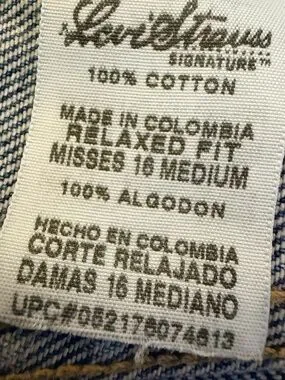 Levi Strauss
SIGNATURE™
100% COTTON
MADE IN COLOMBIA
RELAXED FIT
MISSES 16 MEDIUM
100% ALGODON
HECHO EN COLOMBIA
CORTE RELAJADO
DAMAS 16 MEDIANO
UPC#052178074813